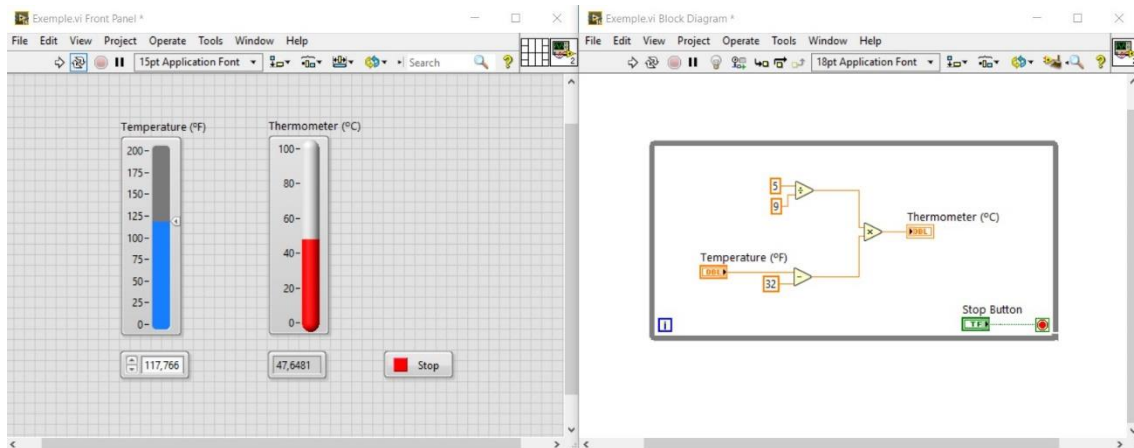 Exemple.vi Front Panel *
File Edit View Project Operate Tools Window Help
15pt Application Font
Search
2
Temperature (ºF)
200
175
150
125
100
75
50
25
0
117,766
Thermometer (ºC)
100
80
60
40
20
0
47,6481
Stop
Exemple.vi Block Diagram *
File Edit View Project Operate Tools Window Help
18pt Application Font
5
9
÷
×
Thermometer (ºC)
DBL
Temperature (ºF)
DBL
32
−
Stop Button
TF
i